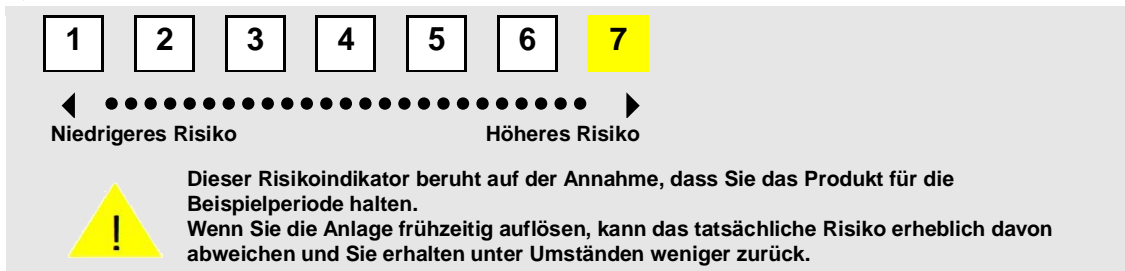 1 2 3 4 5 6 7
Niedrigeres Risiko Höheres Risiko
Dieser Risikoindikator beruht auf der Annahme, dass Sie das Produkt für die
Beispielperiode halten.
Wenn Sie die Anlage frühzeitig auflösen, kann das tatsächliche Risiko erheblich davon
abweichen und Sie erhalten unter Umständen weniger zurück.
!